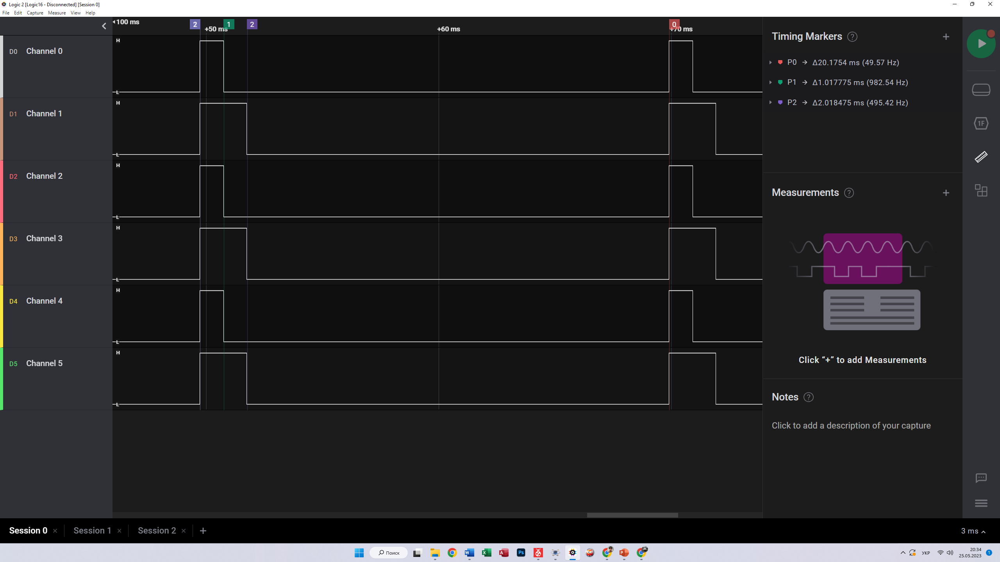 Logic 2 [Logic16 - Disconnected] [Session 0]
File Edit Capture Measure View Help
100 ms
2 1 2 0
+50 ms +60 ms +70 ms
D0 Channel 0
H
L
D1 Channel 1
H
L
D2 Channel 2
H
L
D3 Channel 3
H
L
D4 Channel 4
H
L
D5 Channel 5
H
L
Timing Markers ? +
P0 → Δ20.1754 ms (49.57 Hz)
P1 → Δ1.017775 ms (982.54 Hz)
P2 → Δ2.018475 ms (495.42 Hz)
1F
Measurements ? +
Click “+” to add Measurements
Notes ?
Click to add a description of your capture
Session 0 × Session 1 × Session 2 × +
3 ms
Поиск
W X A Ps P
УКР
20:34
25.05.2023
1